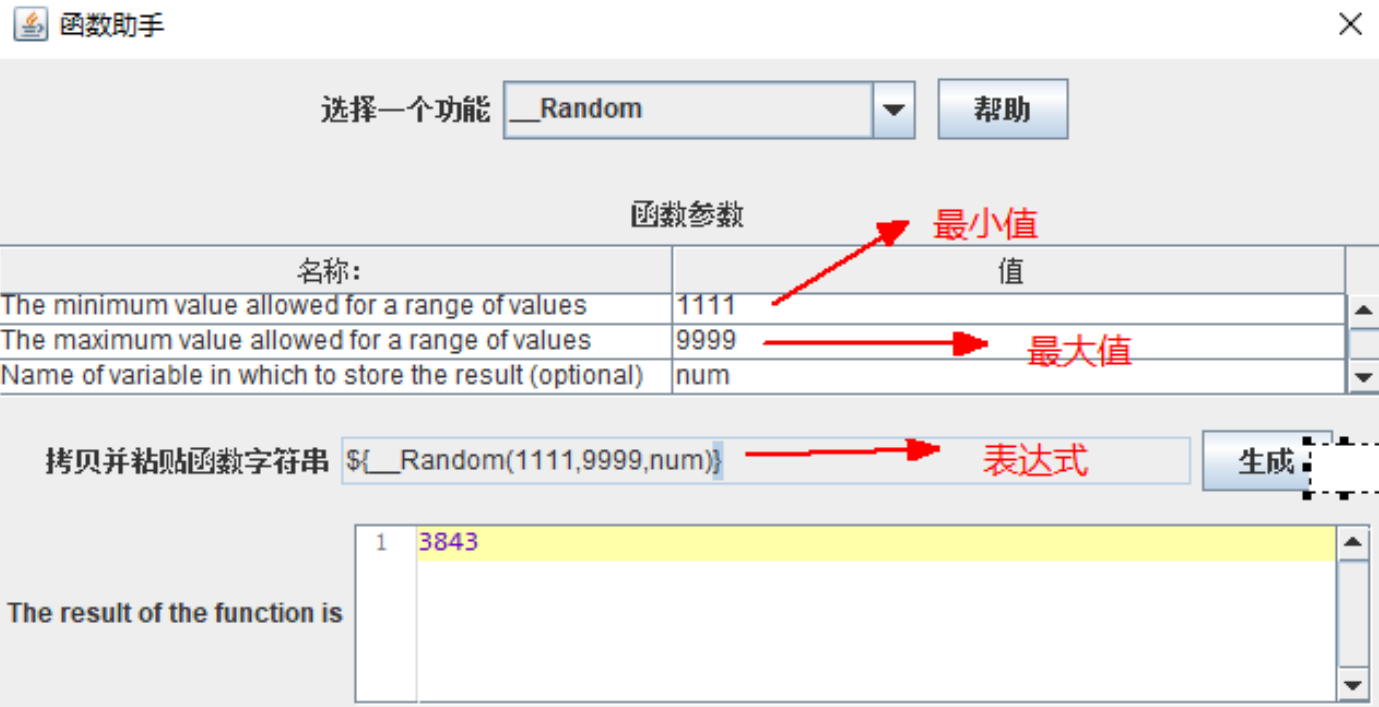 函数助手
选择一个功能 __Random 帮助
函数参数
最小值
名称: 值
The minimum value allowed for a range of values 1111
The maximum value allowed for a range of values 9999
最大值
Name of variable in which to store the result (optional) num
拷贝并粘贴函数字符串 ${__Random(1111,9999,num)} 表达式 生成
1 3843
The result of the function is